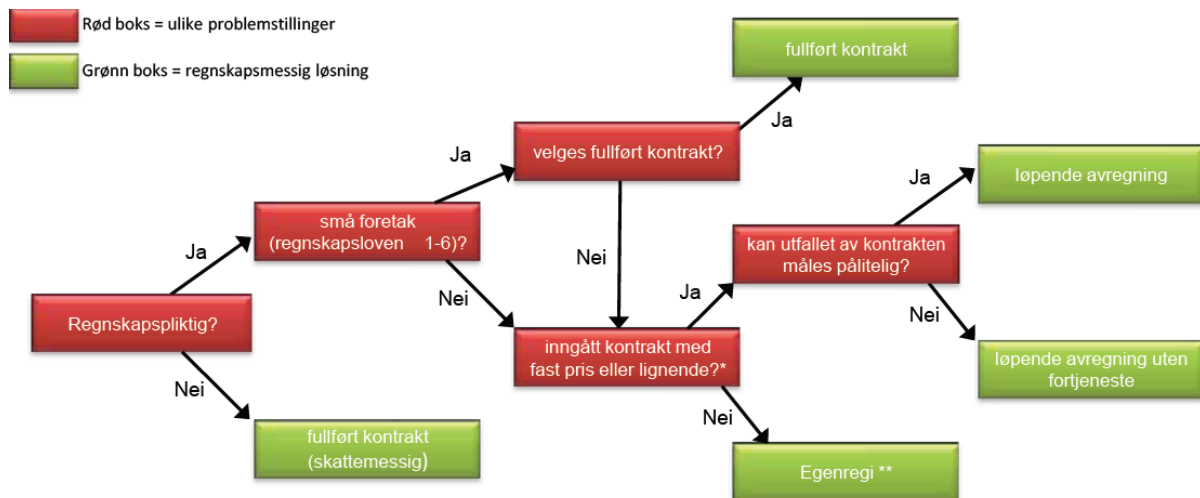 Rød boks = ulike problemstillinger
Grønn boks = regnskapsmessig løsning
fullført kontrakt
Ja
velges fullført kontrakt?
Ja
Nei
små foretak
(regnskapsloven 1-6)?
Ja
Nei
Regnskapspliktig?
Nei
fullført kontrakt
(skattemessig)
inngått kontrakt med
fast pris eller lignende?*
Ja
Nei
kan utfallet av kontrakten
måles pålitelig?
Ja
Nei
løpende avregning
løpende avregning uten
fortjeneste
Egenregi **